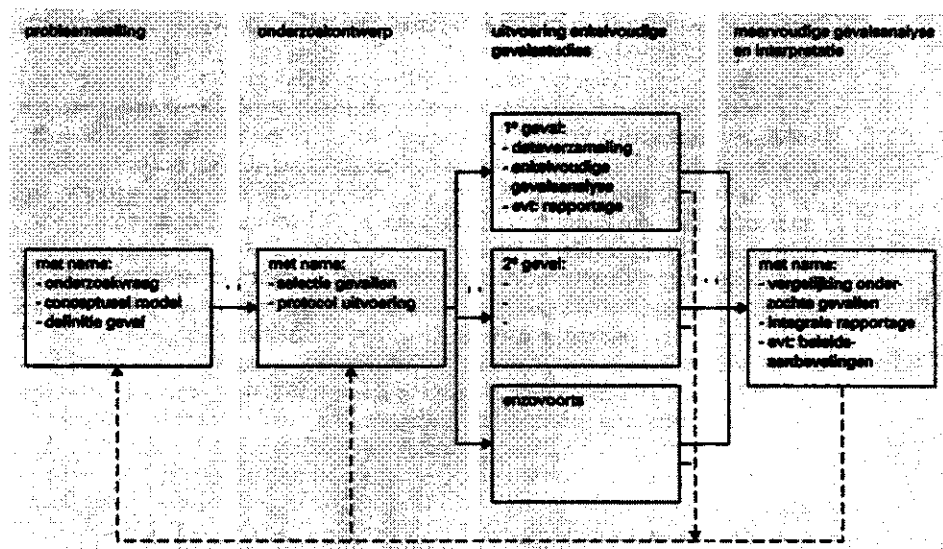 probleemstelling
onderzoekontwerp
uitvoering enkelvoudige
gevalsstudies
meervoudige gevalsanalyse
en interpretatie
met name:
- onderzoekvraag
- conceptueel model
- definitie geval
met name:
- selectie gevallen
- protocol uitvoering
1e geval:
- dataverzameling
- enkelvoudige
gevalsanalyse
- evt: rapportage
2e geval:
-
-
-
enzovoorts
met name:
- vergelijking onder-
zochte gevallen
- integrale rapportage
- evt: beleids-
aanbevelingen